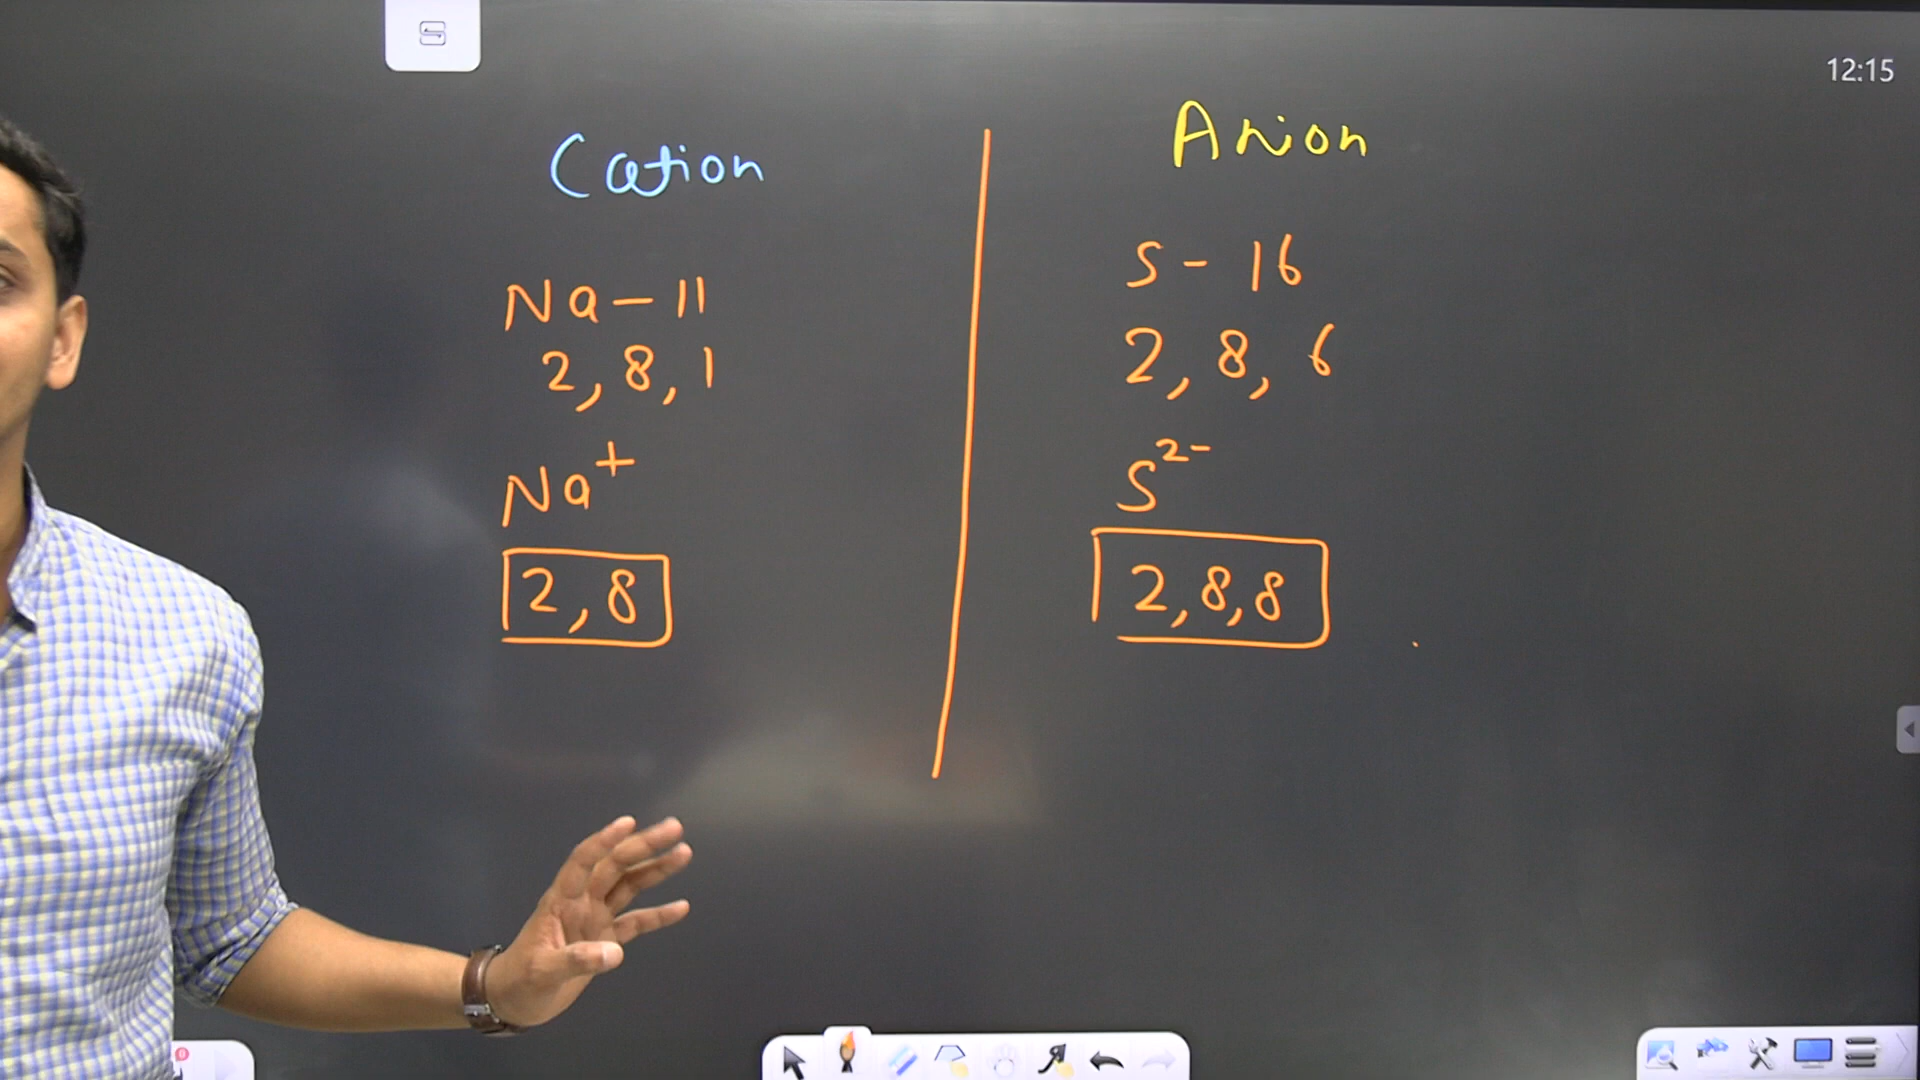 12:15
Cation
Na - 11
2, 8, 1
Na⁺
2, 8
Anion
S - 16
2, 8, 6
S²⁻
2, 8, 8